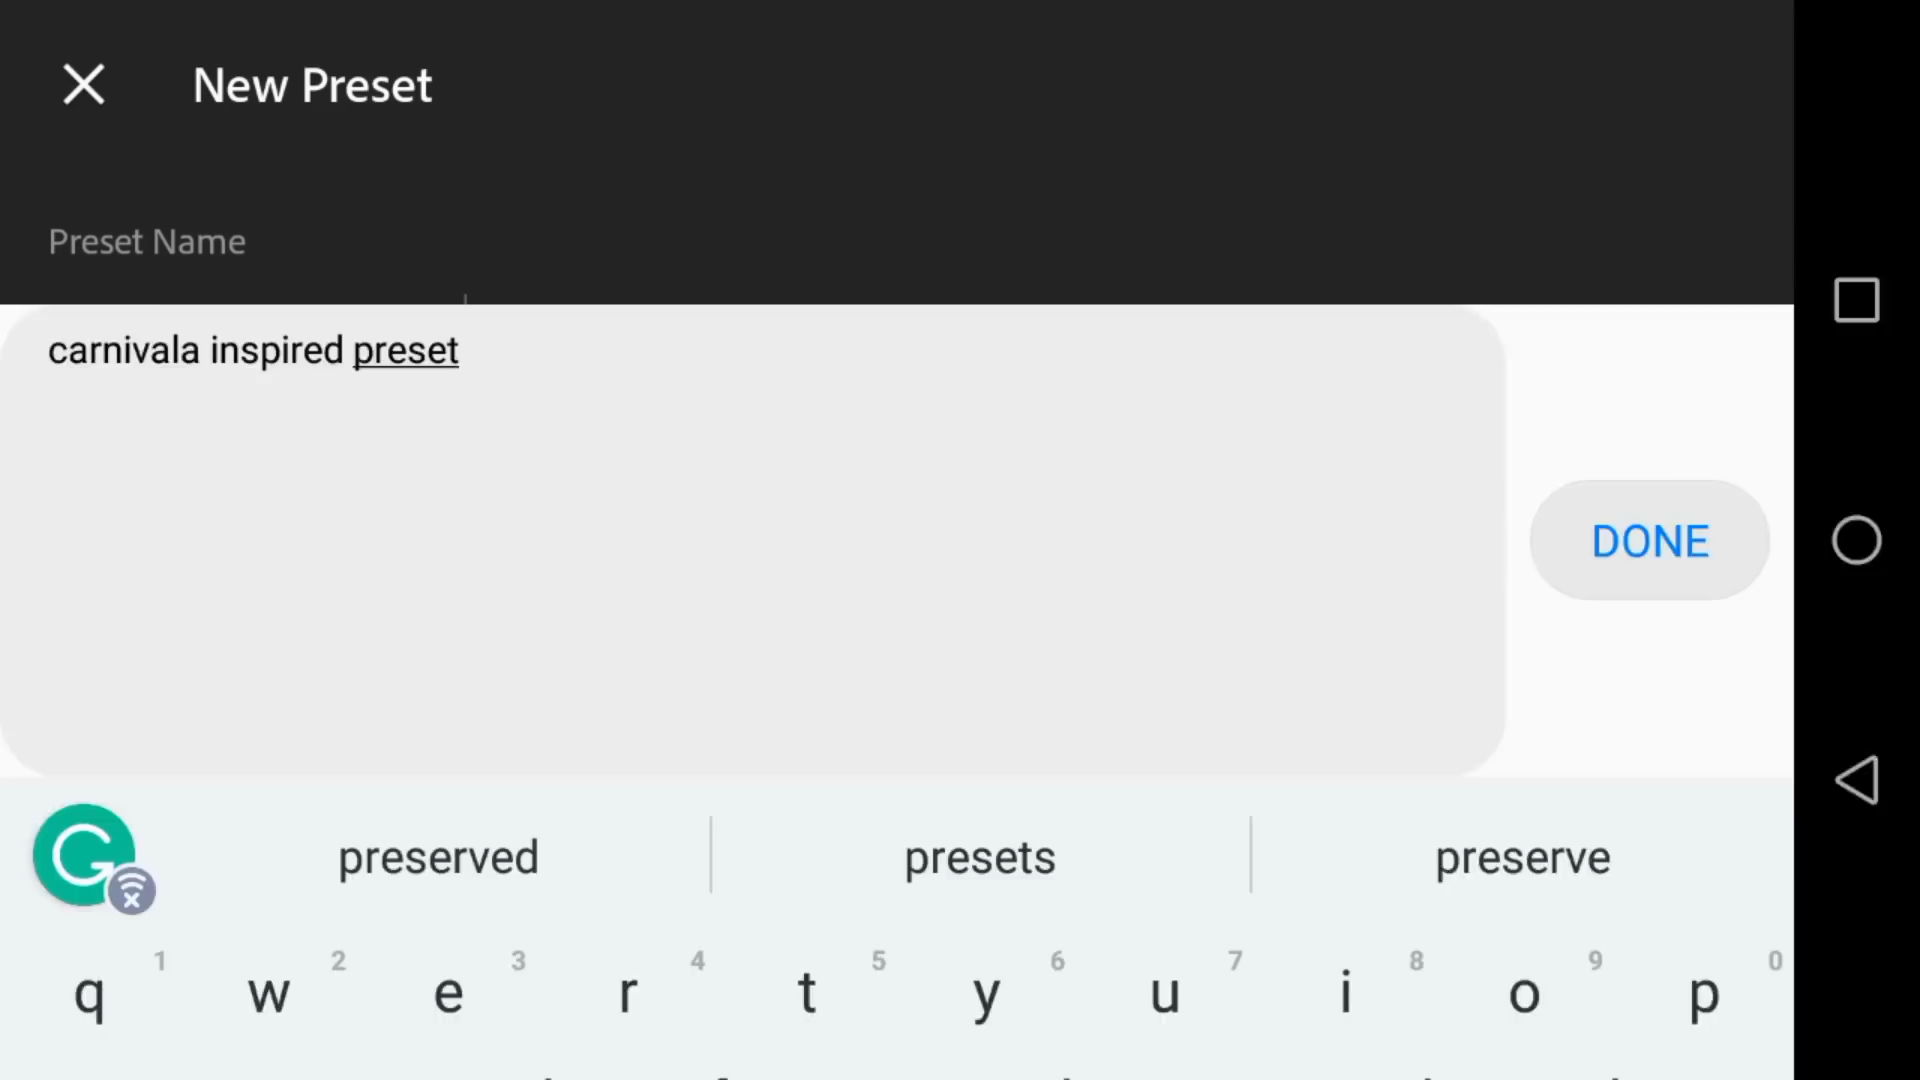 New Preset
Preset Name
carnivala inspired preset
DONE
preserved presets preserve
1 2 3 4 5 6 7 8 9 0
q w e r t y u i o p